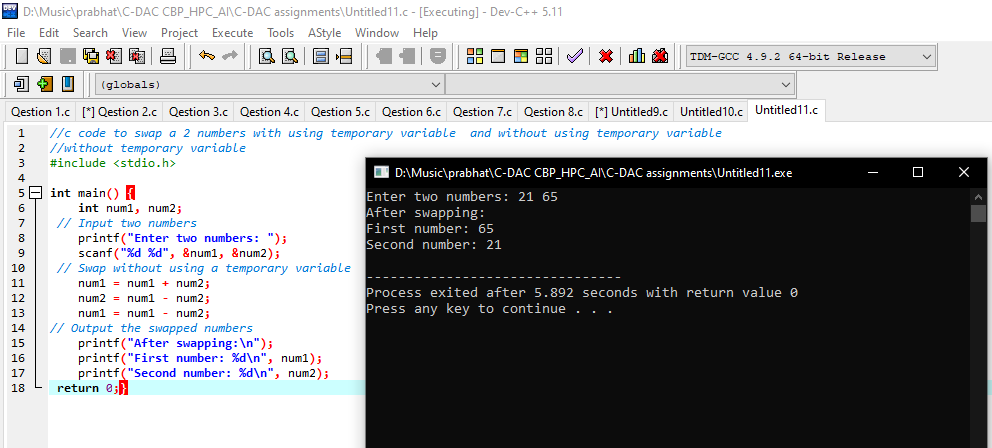 D:\Music\prabhat\C-DAC CBP_HPC_AI\C-DAC assignments\Untitled11.c - [Executing] - Dev-C++ 5.11
File Edit Search View Project Execute Tools AStyle Window Help
TDM-GCC 4.9.2 64-bit Release
(globals)
Qestion 1.c [*] Qestion 2.c Qestion 3.c Qestion 4.c Qestion 5.c Qestion 6.c Qestion 7.c Qestion 8.c [*] Untitled9.c Untitled10.c Untitled11.c
1 //c code to swap a 2 numbers with using temporary variable  and without using temporary variable
2 //without temporary variable
3 #include <stdio.h>
4
5 int main() {
6 int num1, num2;
7 // Input two numbers
8 printf("Enter two numbers: ");
9 scanf("%d %d", &num1, &num2);
10 // Swap without using a temporary variable
11 num1 = num1 + num2;
12 num2 = num1 - num2;
13 num1 = num1 - num2;
14 // Output the swapped numbers
15 printf("After swapping:\n");
16 printf("First number: %d\n", num1);
17 printf("Second number: %d\n", num2);
18 return 0;}
D:\Music\prabhat\C-DAC CBP_HPC_AI\C-DAC assignments\Untitled11.exe
Enter two numbers: 21 65
After swapping:
First number: 65
Second number: 21
--------------------------------
Process exited after 5.892 seconds with return value 0
Press any key to continue . . .